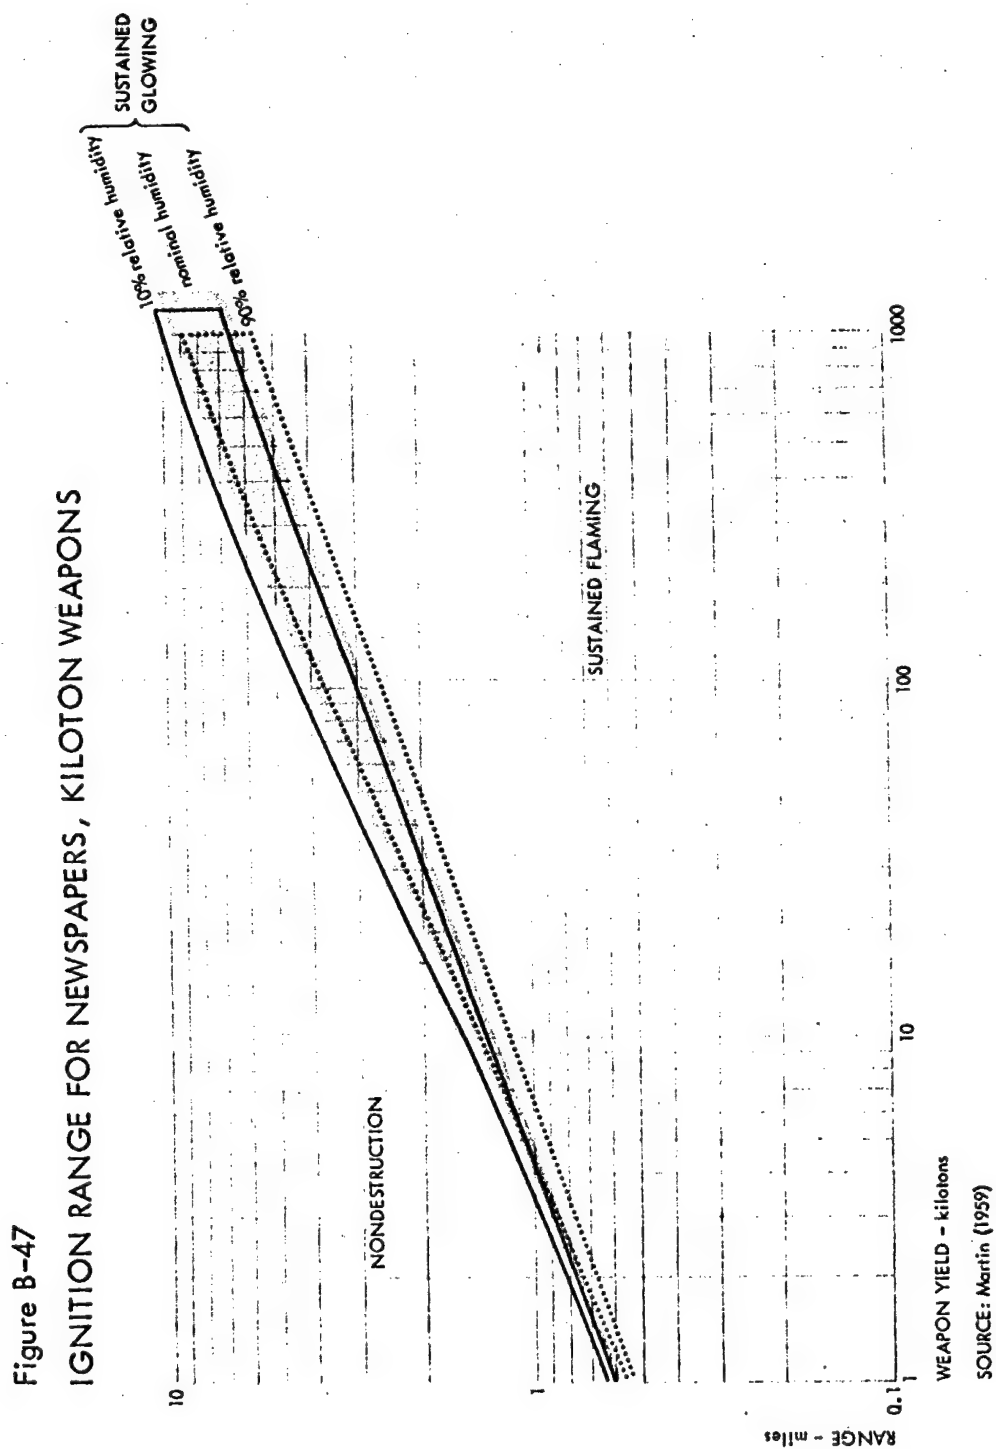 Figure B-47
IGNITION RANGE FOR NEWSPAPERS, KILOTON WEAPONS
10% relative humidity
nominal humidity
90% relative humidity
SUSTAINED
GLOWING
NONDESTRUCTION
SUSTAINED FLAMING
RANGE - miles
10
1
0.1
1
10
100
1000
WEAPON YIELD - kilotons
SOURCE: Martin (1959)